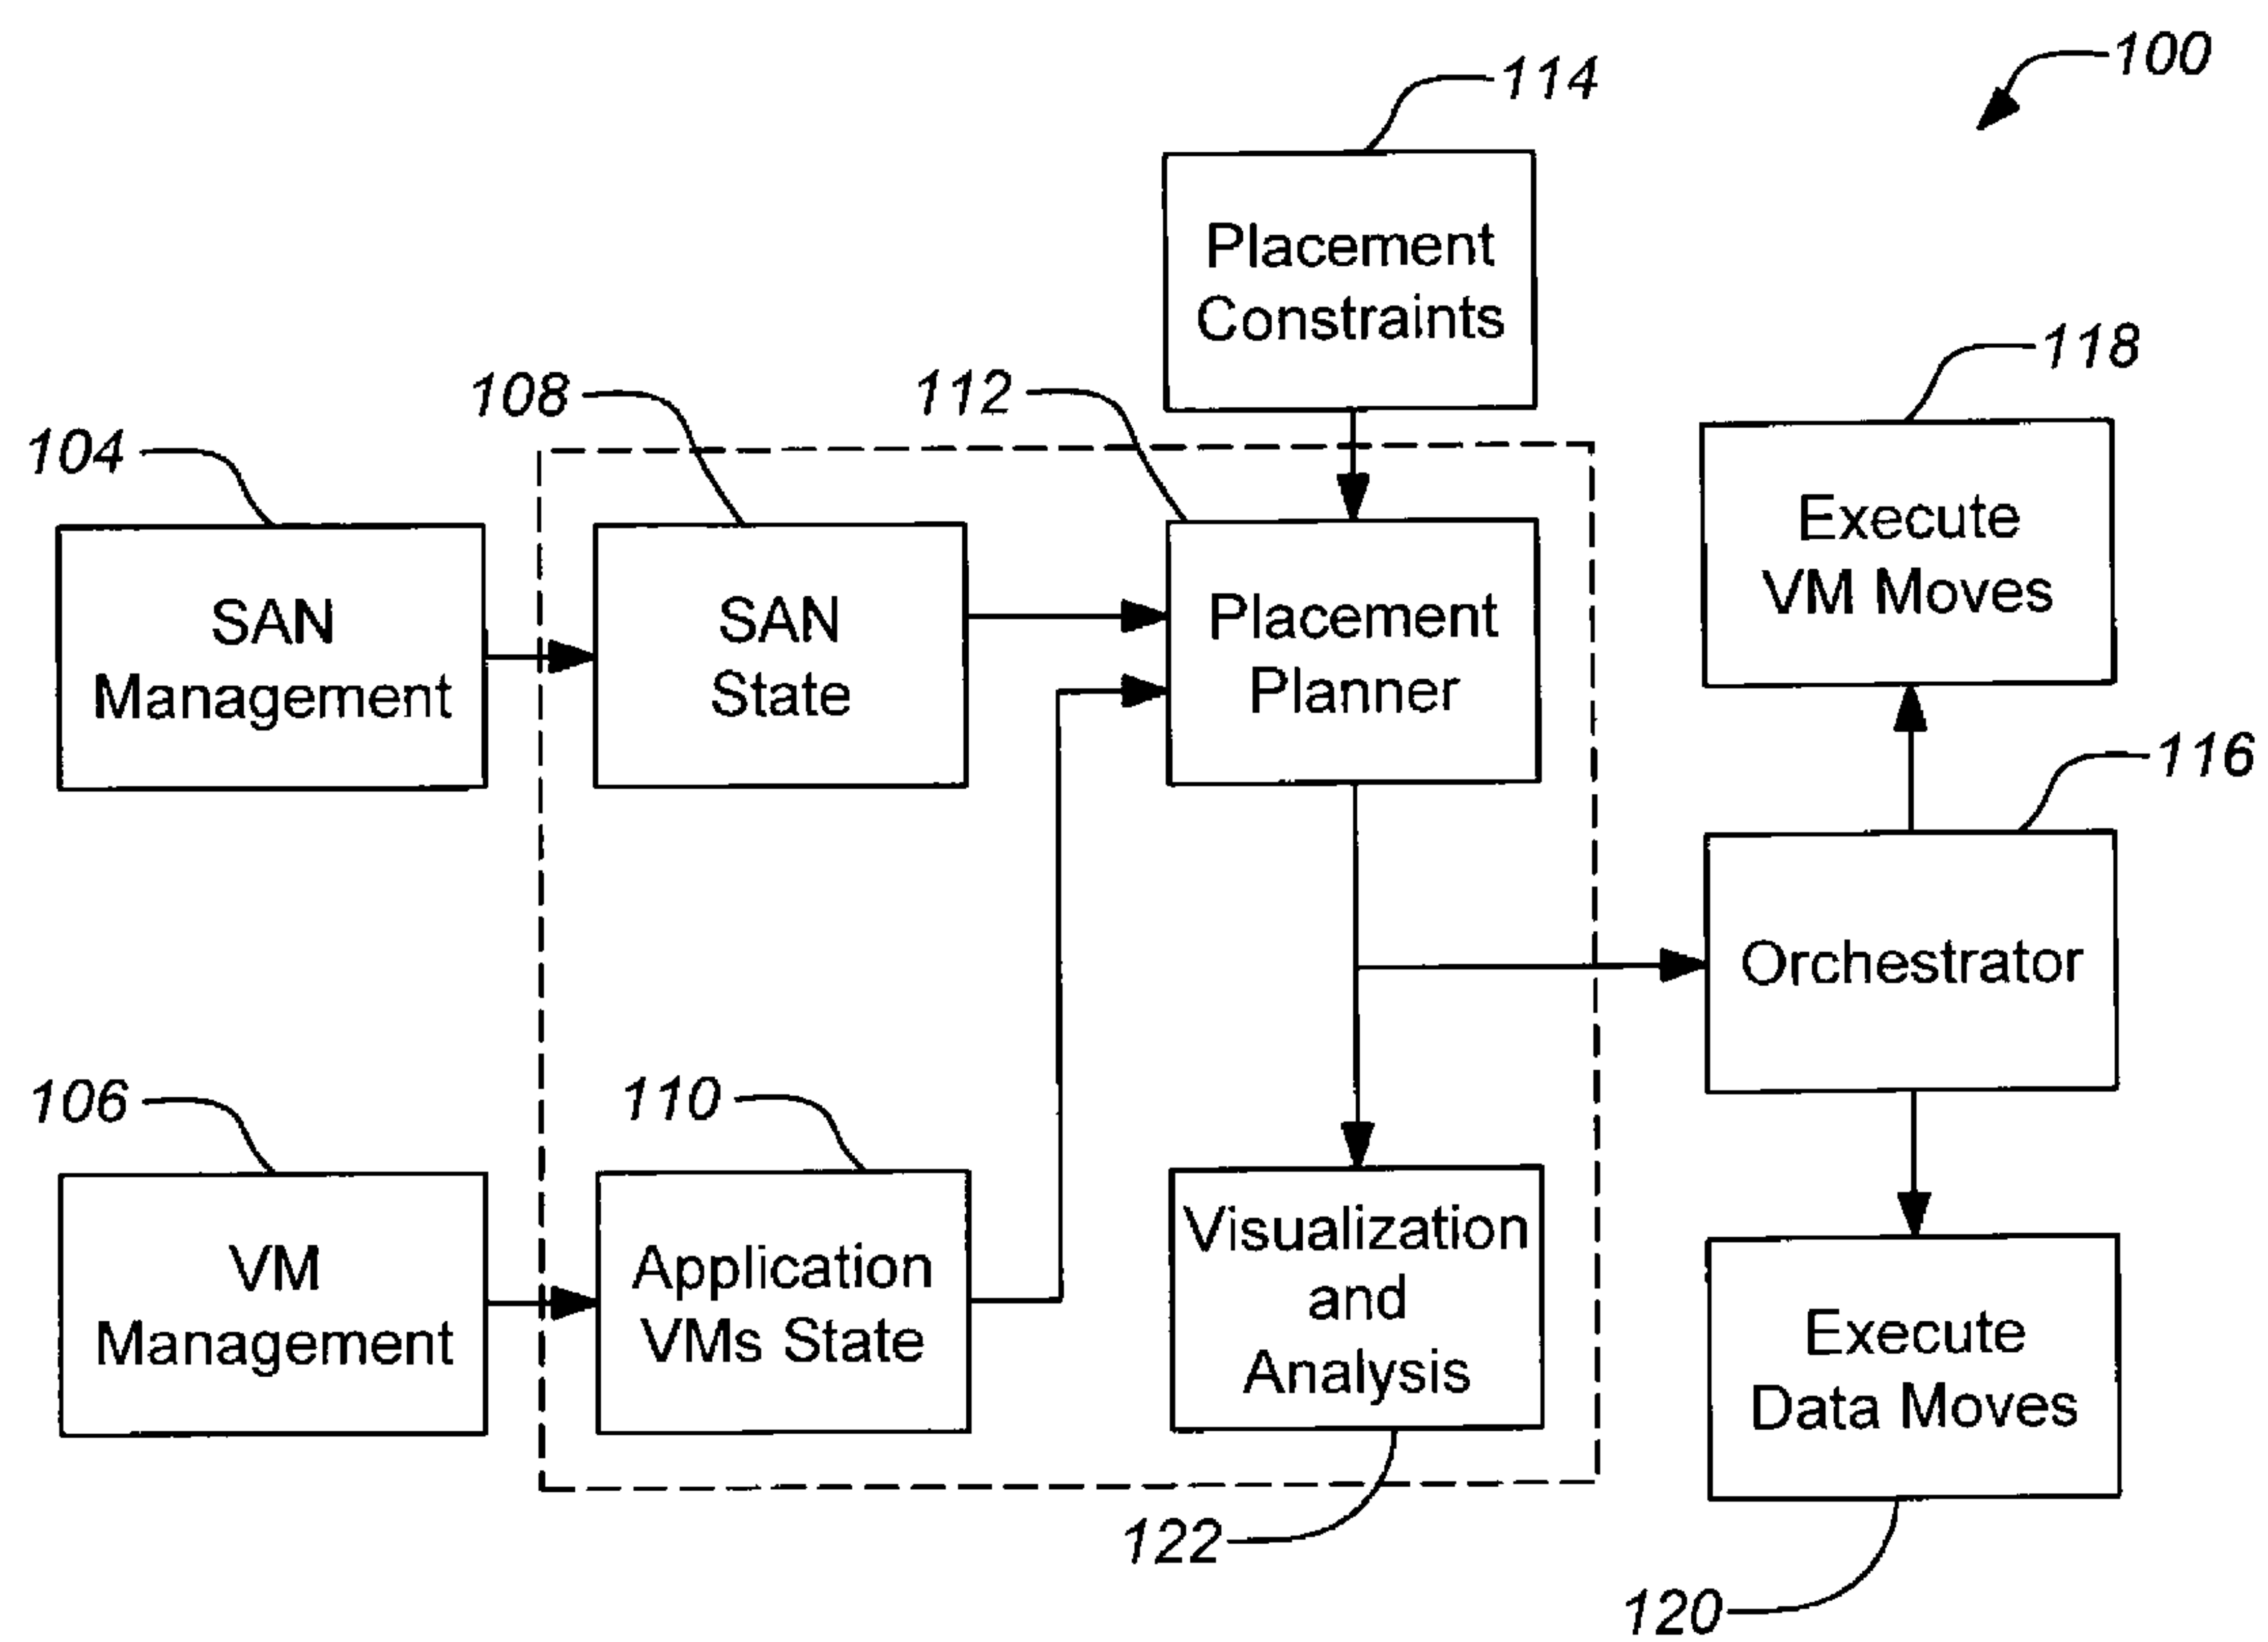 100
114
Placement
Constraints
118
108
112
104
Execute
VM Moves
SAN
Management
SAN
State
Placement
Planner
116
Orchestrator
106
110
VM
Management
Application
VMs State
Visualization
and
Analysis
Execute
Data Moves
122
120